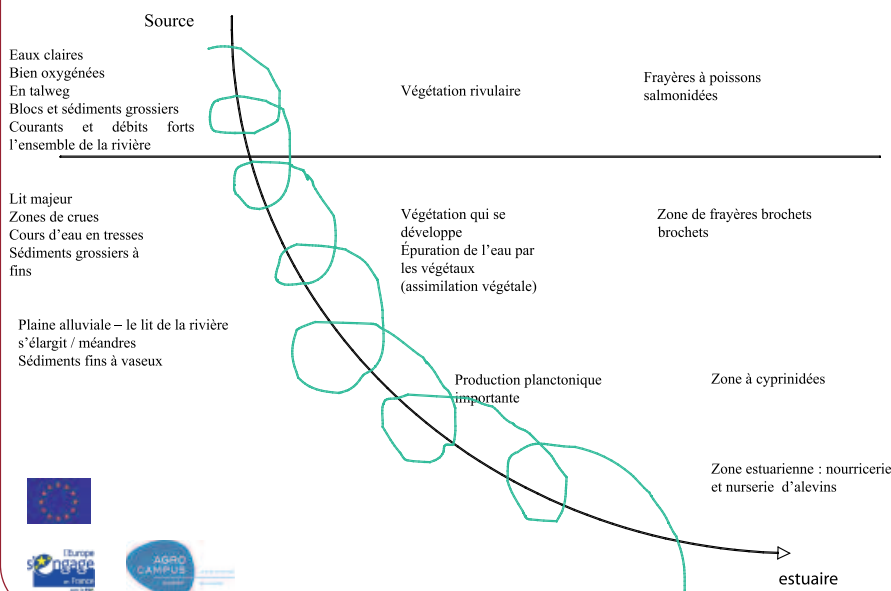 Source
Eaux claires
Bien oxygénées
En talweg
Blocs et sédiments grossiers
Courants et débits forts
l'ensemble de la rivière
Végétation rivulaire
Frayères à poissons
salmonidées
Lit majeur
Zones de crues
Cours d'eau en tresses
Sédiments grossiers à
fins
Végétation qui se
développe
Épuration de l'eau par
les végétaux
(assimilation végétale)
Zone de frayères brochets
brochets
Plaine alluviale – le lit de la rivière
s'élargit / méandres
Sédiments fins à vaseux
Production planctonique
importante
Zone à cyprinidées
Zone estuarienne : nourricerie
et nurserie d'alevins
l'Europe
s'engage
en France
AGRO
CAMPUS
estuaire